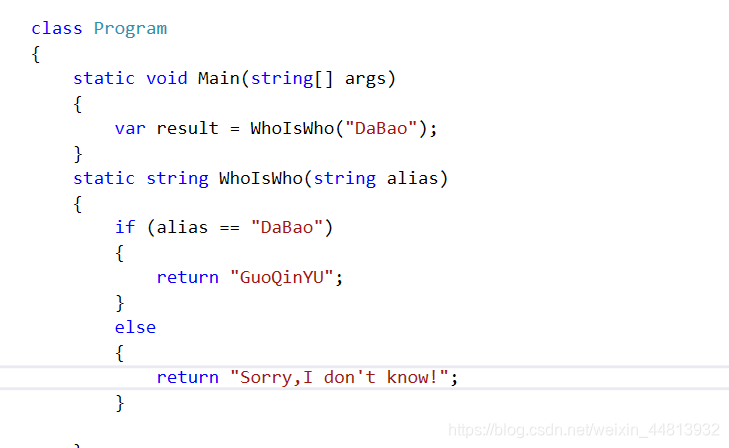 class Program
{
    static void Main(string[] args)
    {
        var result = WhoIsWho("DaBao");
    }
    static string WhoIsWho(string alias)
    {
        if (alias == "DaBao")
        {
            return "GuoQinYU";
        }
        else
        {
            return "Sorry,I don't know!";
        }
https://blog.csdn.net/weixin_44813932
    }